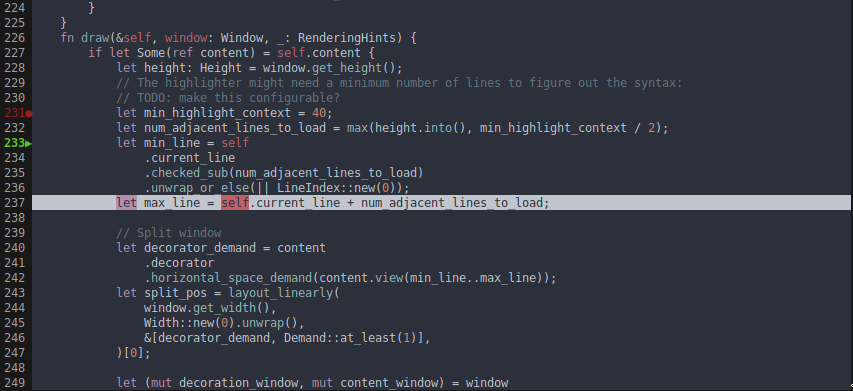 224         }
225     }
226     fn draw(&self, window: Window, _: RenderingHints) {
227         if let Some(ref content) = self.content {
228             let height: Height = window.get_height();
229             // The highlighter might need a minimum number of lines to figure out the syntax:
230             // TODO: make this configurable?
231●            let min_highlight_context = 40;
232             let num_adjacent_lines_to_load = max(height.into(), min_highlight_context / 2);
233▶            let min_line = self
234                 .current_line
235                 .checked_sub(num_adjacent_lines_to_load)
236                 .unwrap_or_else(|| LineIndex::new(0));
237             let max_line = self.current_line + num_adjacent_lines_to_load;
238
239             // Split window
240             let decorator_demand = content
241                 .decorator
242                 .horizontal_space_demand(content.view(min_line..max_line));
243             let split_pos = layout_linearly(
244                 window.get_width(),
245                 Width::new(0).unwrap(),
246                 &[decorator_demand, Demand::at_least(1)],
247             )[0];
248
249             let (mut decoration_window, mut content_window) = window